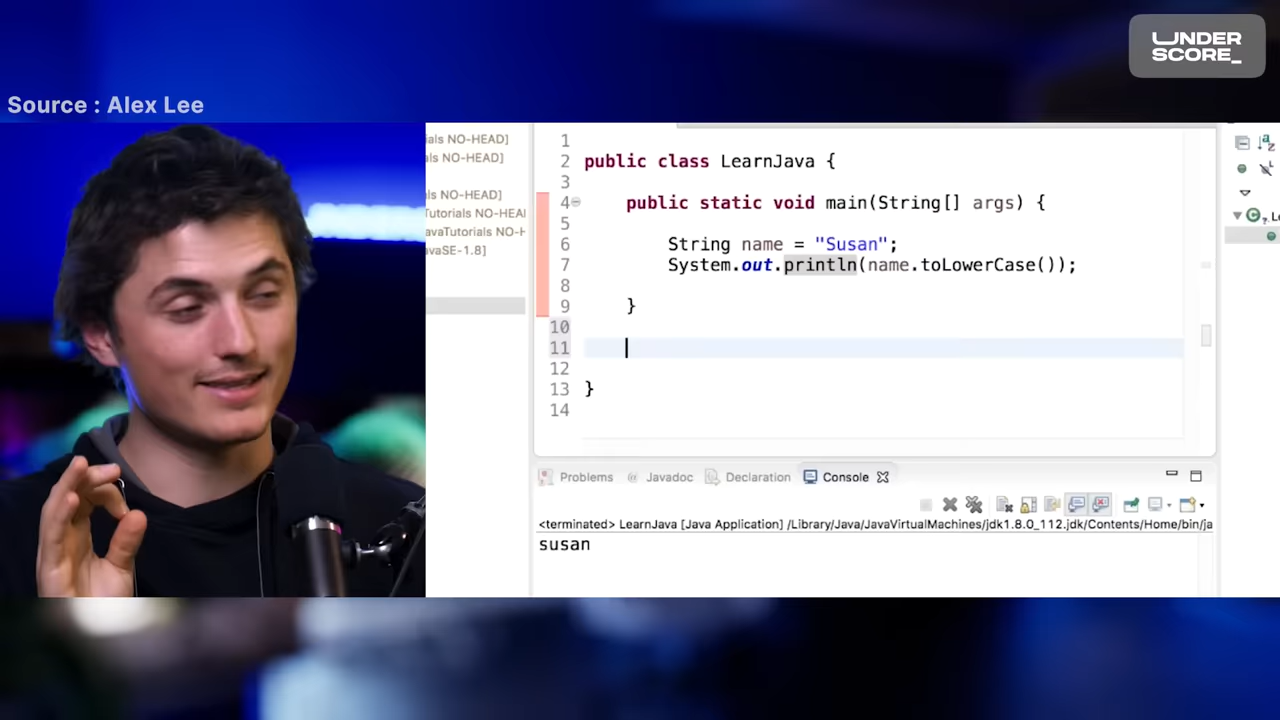 UNDER
SCORE_
Source : Alex Lee
ials NO-HEAD]
ls NO-HEAD]
ls NO-HEAD]
Tutorials NO-HEAI
avaTutorials NO-H
avaSE-1.8]
1
2 public class LearnJava {
3
4 public static void main(String[] args) {
5
6 String name = "Susan";
7 System.out.println(name.toLowerCase());
8
9 }
10
11
12
13 }
14
Problems @ Javadoc Declaration Console
<terminated> LearnJava [Java Application] /Library/Java/JavaVirtualMachines/jdk1.8.0_112.jdk/Contents/Home/bin/ja
susan